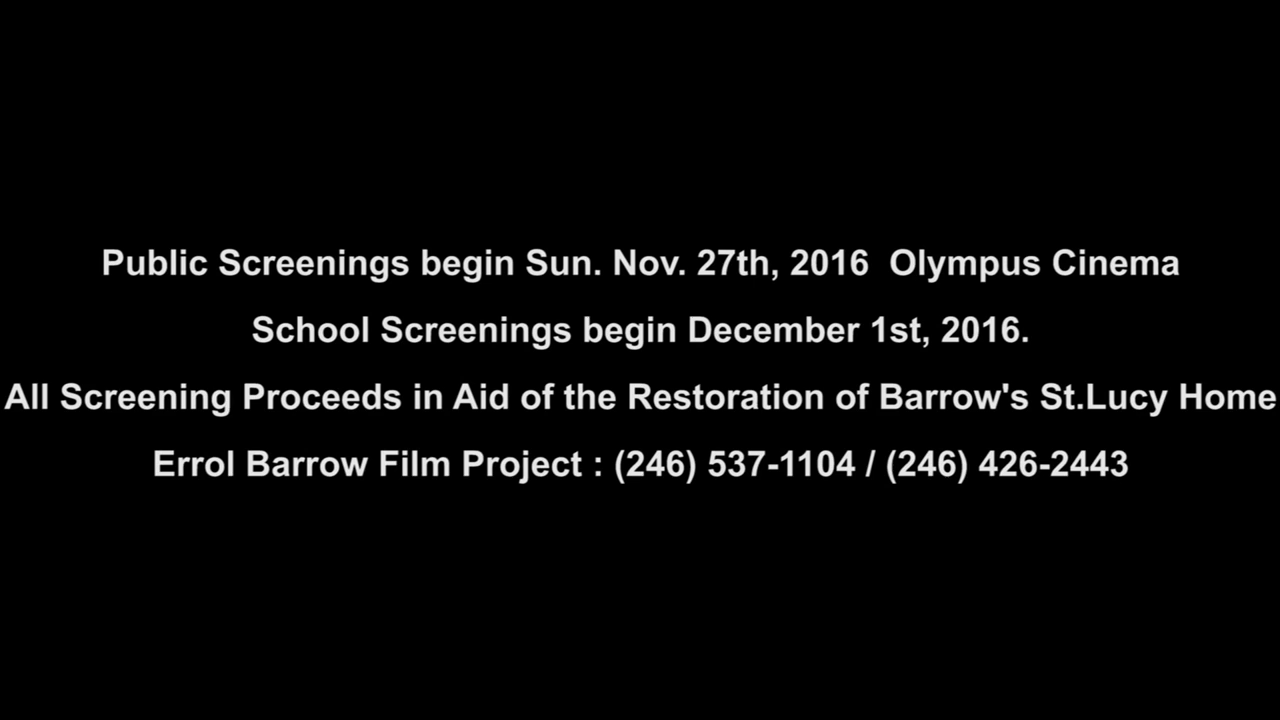 Public Screenings begin Sun. Nov. 27th, 2016  Olympus Cinema
School Screenings begin December 1st, 2016.
All Screening Proceeds in Aid of the Restoration of Barrow's St.Lucy Home
Errol Barrow Film Project : (246) 537-1104 / (246) 426-2443